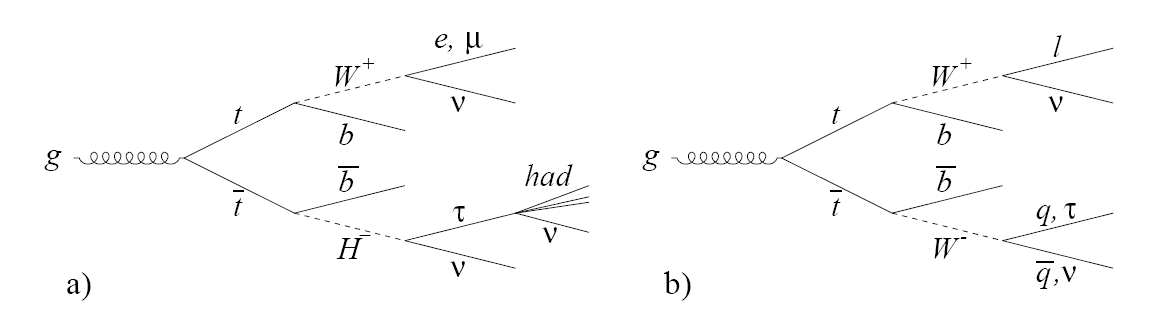 g
t
t̅
W⁺
b
b̅
H⁻
e, μ
ν
τ
ν
had
ν
a)
g
t
t̅
W⁺
b
b̅
W⁻
l
ν
q, τ
q̅,ν
b)